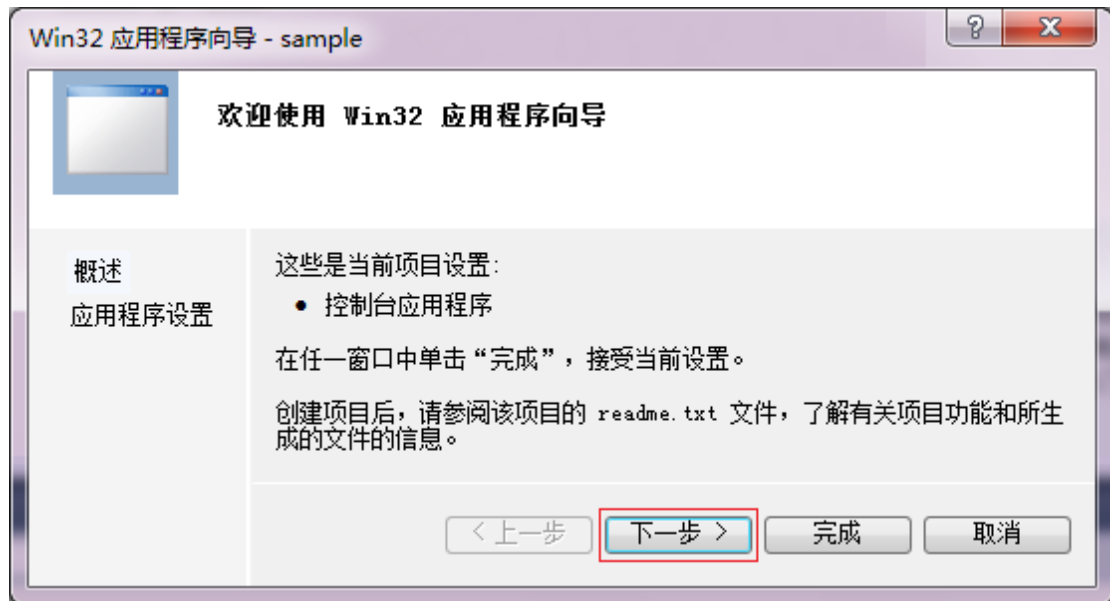 Win32 应用程序向导 - sample
欢迎使用 Win32 应用程序向导
概述
应用程序设置
这些是当前项目设置:
• 控制台应用程序
在任一窗口中单击“完成”，接受当前设置。
创建项目后，请参阅该项目的 readme.txt 文件，了解有关项目功能和所生
成的文件的信息。
< 上一步
下一步 >
完成
取消